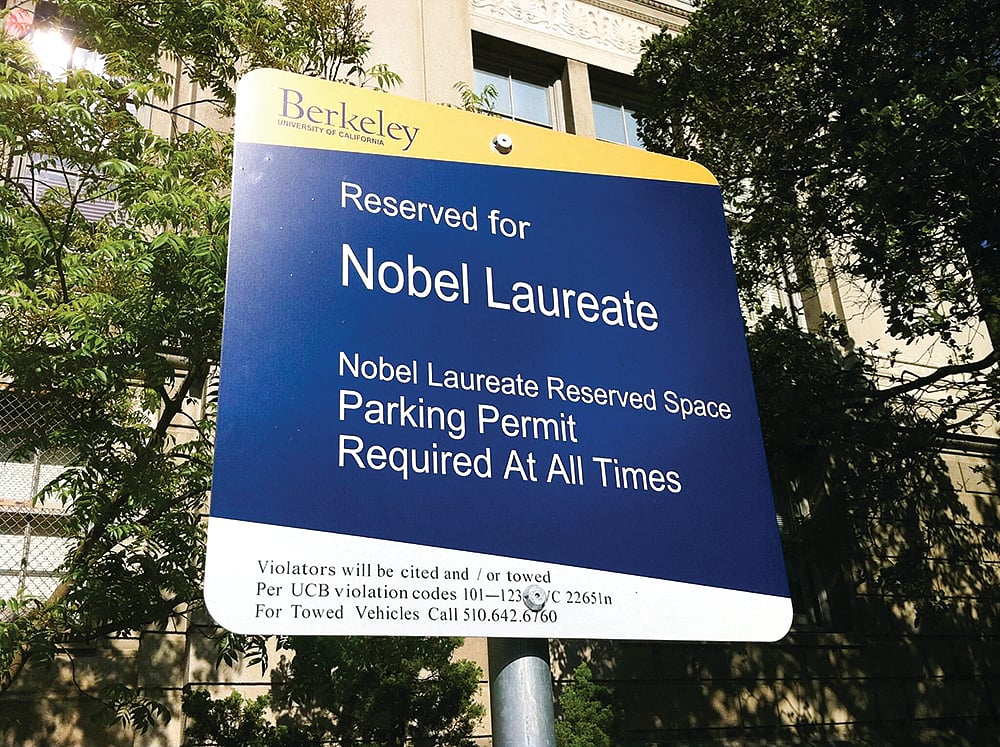 Berkeley
UNIVERSITY OF CALIFORNIA
Reserved for
Nobel Laureate
Nobel Laureate Reserved Space
Parking Permit
Required At All Times
Violators will be cited and / or towed
Per UCB violation codes 101—123 /C 22651n
For Towed Vehicles Call 510.642.6760